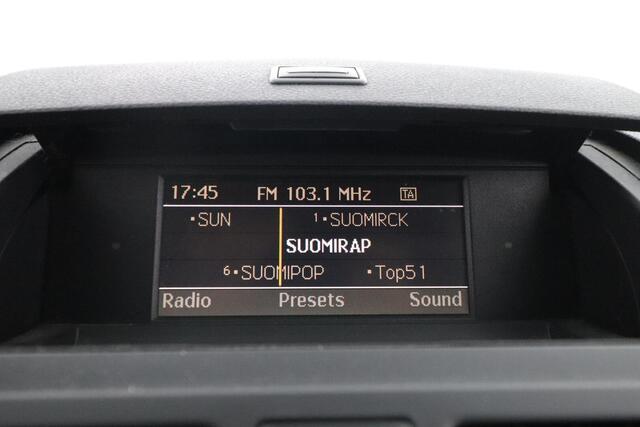 17:45 FM 103.1 MHz TA
•SUN 1•SUOMIRCK
SUOMIRAP
6•SUOMIPOP •Top51
Radio Presets Sound